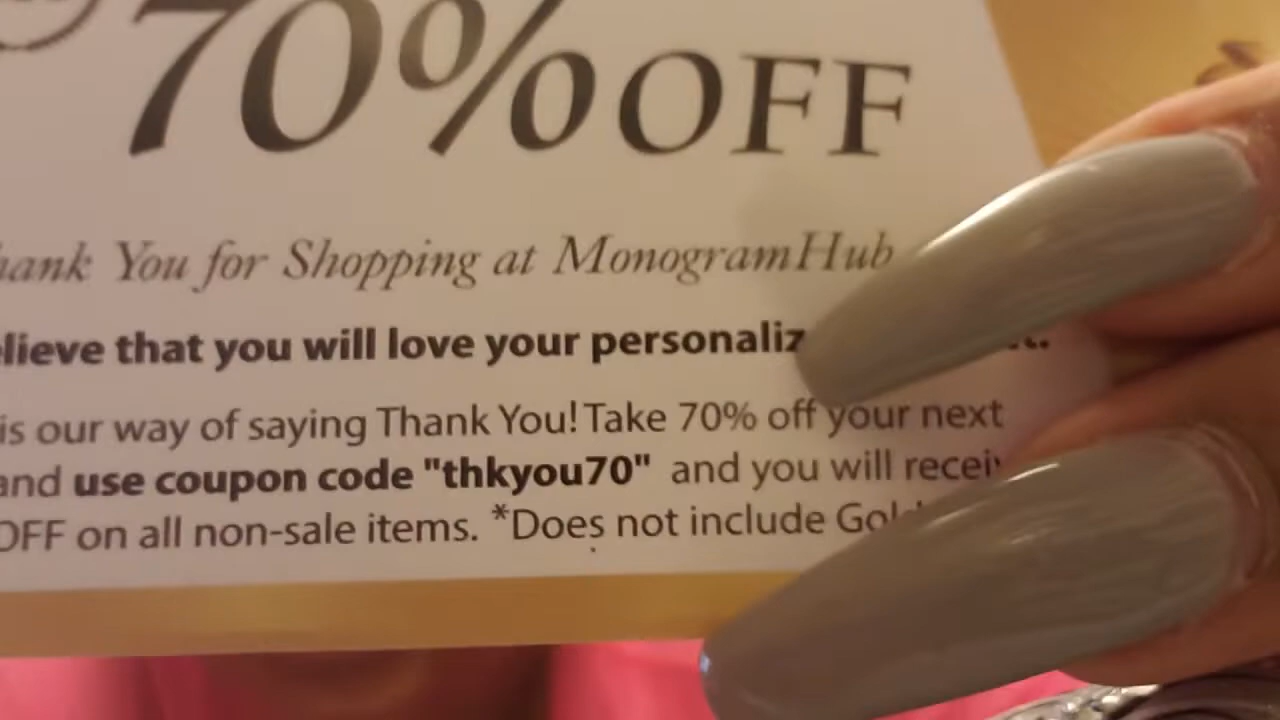 70% OFF
You for Shopping at MonogramHub
that you will love your
is our way of saying Thank You! Take 70% off your next
and use coupon code "thkyou70" and you will
OFF on all non-sale items. *Does not include